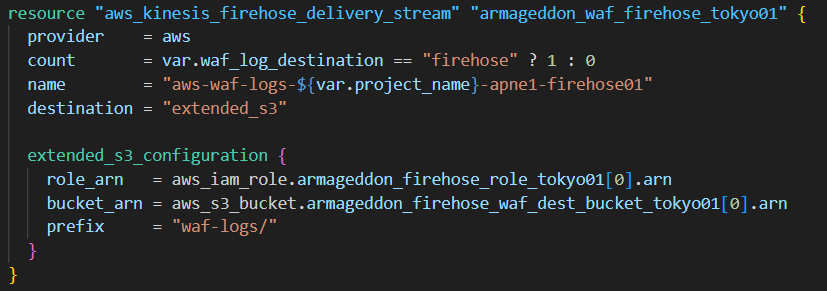 resource "aws_kinesis_firehose_delivery_stream" "armageddon_waf_firehose_tokyo01" {
  provider    = aws
  count       = var.waf_log_destination == "firehose" ? 1 : 0
  name        = "aws-waf-logs-${var.project_name}-apne1-firehose01"
  destination = "extended_s3"

  extended_s3_configuration {
    role_arn   = aws_iam_role.armageddon_firehose_role_tokyo01[0].arn
    bucket_arn = aws_s3_bucket.armageddon_firehose_waf_dest_bucket_tokyo01[0].arn
    prefix     = "waf-logs/"
  }
}